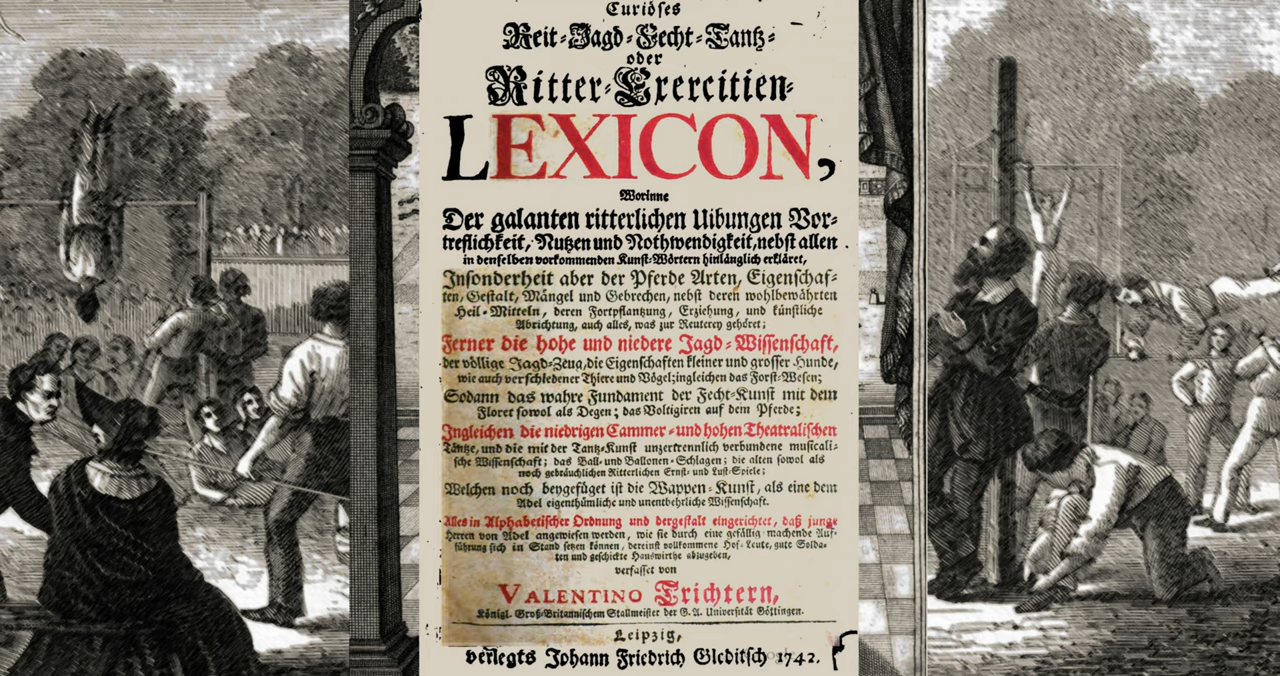 Curiöses
Reit-Jagd-Fecht-Tantz-
oder
Ritter-Exercitien-
LEXICON,
Worinne
Der galanten ritterlichen Uibungen Vor-
treflichkeit, Nutzen und Nothwendigkeit, nebst allen
in denselben vorkommenden Kunst-Wörtern hinlänglich erkläret,
Insonderheit aber der Pferde Arten, Eigenschaf-
ten, Gestalt, Mängel und Gebrechen, nebst deren wohlbewährten
Heil-Mitteln, deren Fortpflantzung, Erziehung, und künstliche
Abrichtung, auch alles, was zur Reuterey gehöret;
Ferner die hohe und niedere Jagd-Wissenschaft,
der völlige Jagd-Zeug, die Eigenschaften kleiner und grosser Hunde,
wie auch verschiedener Thiere und Vögel; ingleichen das Forst-Wesen;
Sodann das wahre Fundament der Fecht-Kunst mit dem
Floret sowol als Degen; das Voltigiren auf dem Pferde;
Ingleichen die niedrigen Cammer- und hohen Theatralischen
Täntze, und die mit der Tantz-Kunst unzertrennlich verbundene musicali-
sche Wissenschaft; das Ball- und Ballonen-Schlagen; die alten sowol als
noch gebräuchlichen Ritterlichen Ernst- und Lust-Spiele;
Welchen noch beygefüget ist die Wappen-Kunst, als eine dem
Adel eigenthümliche und unentbehrliche Wissenschaft.
Alles in Alphabetischer Ordnung und dergestalt eingerichtet, daß junge
Herren von Adel angewiesen werden, wie sie durch eine gefällig-machende Auf-
führung sich in Stand setzen können, dereinst vollkommene Hof-Leute, gute Solda-
ten und geschickte Hauswirthe abzugeben,
verfasset von
VALENTINO Trichtern,
Königl. Groß-Britannischem Stallmeister der G. A. Universität Göttingen.
Leipzig,
verlegts Johann Friedrich Gleditsch 1742.